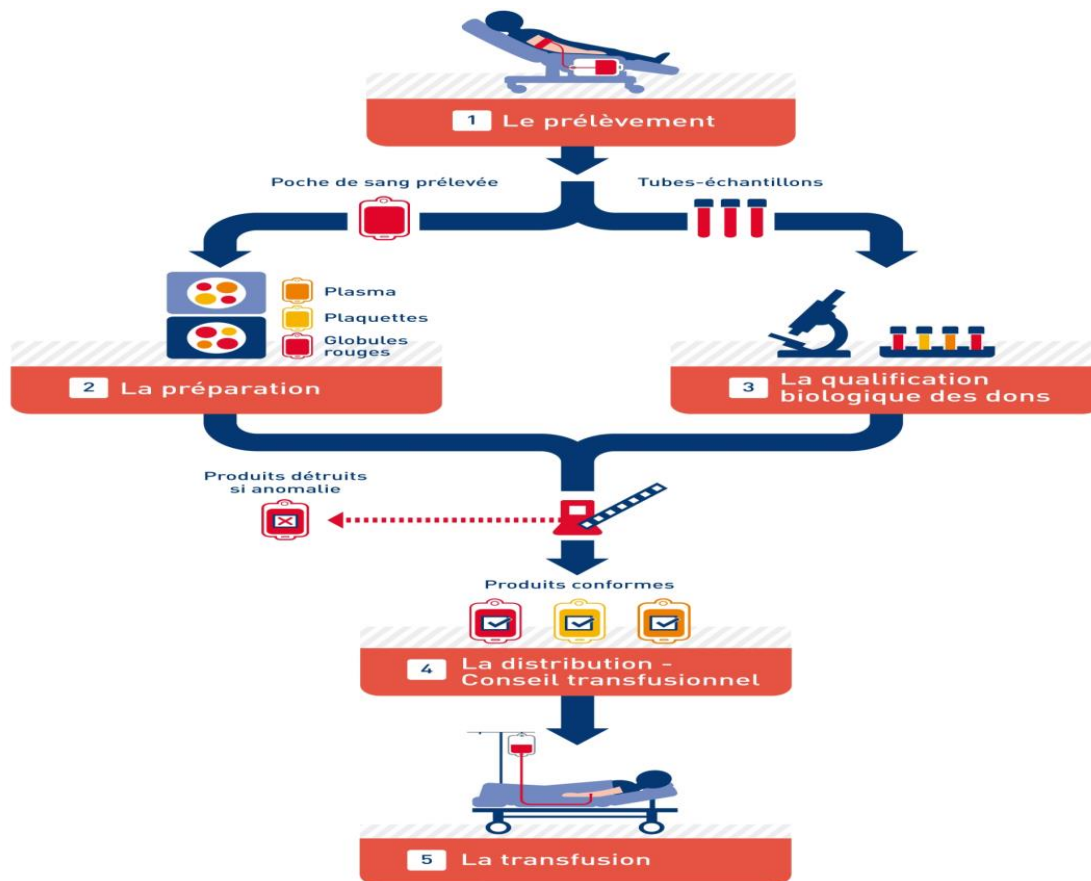 1 Le prélèvement
Poche de sang prélevée
Tubes-échantillons
Plasma
Plaquettes
Globules
rouges
2 La préparation
3 La qualification
biologique des dons
Produits détruits
si anomalie
Produits conformes
4 La distribution -
Conseil transfusionnel
5 La transfusion